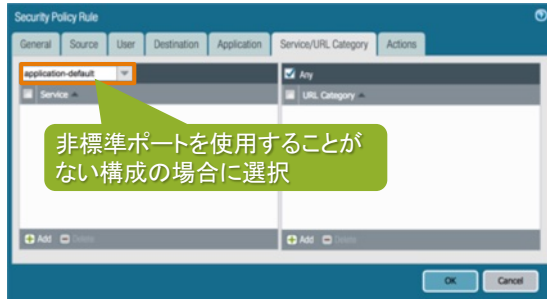 Security Policy Rule
General Source User Destination Application Service/URL Category Actions
application-default
Any
Service
URL Category
非標準ポートを使用することが
ない構成の場合に選択
Add Delete
Add Delete
OK Cancel